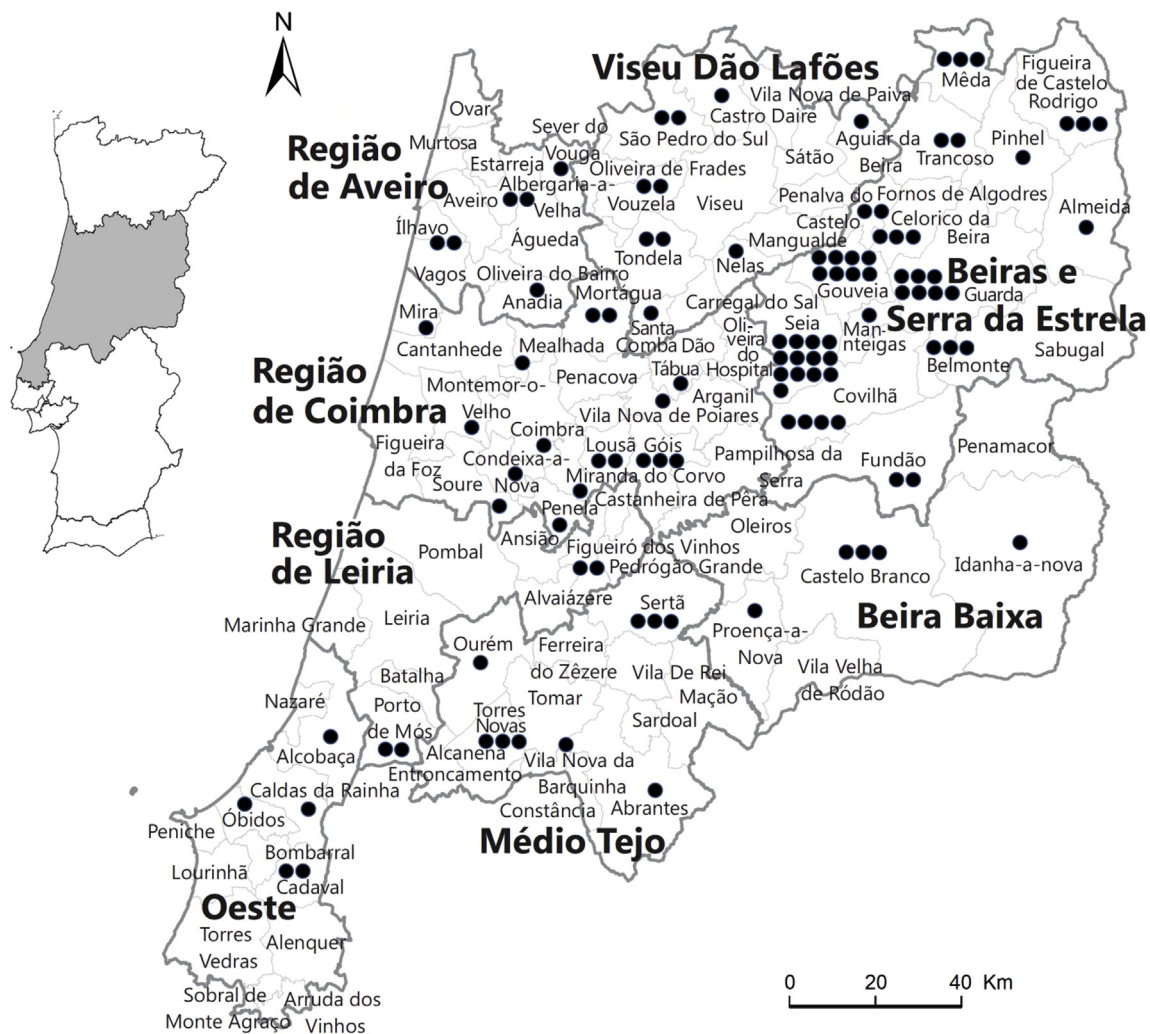 N
Viseu Dão Lafões
Mêda
Figueira
de Castelo
Rodrigo
Vila Nova de Paiva
Castro Daire
São Pedro do Sul
Aguiar da
Beira
Sátão
Trancoso
Pinhel
Ovar
Sever do
Vouga
Murtosa
Região
de Aveiro
Estarreja
Albergaria-a-
Velha
Aveiro
Oliveira de Frades
Vouzela
Viseu
Penalva do
Castelo
Fornos de Algodres
Celorico da
Beira
Almeida
Ílhavo
Águeda
Tondela
Mangualde
Nelas
Gouveia
Guarda
Beiras e
Serra da Estrela
Vagos
Oliveira do Bairro
Anadia
Mortagua
Carregal do Sal
Santa
Comba Dão
Oli-
veira
do
Hospital
Seia
Man-
teigas
Belmonte
Sabugal
Mira
Cantanhede
Mealhada
Penacova
Tábua
Arganil
Covilhã
Região
de Coimbra
Montemor-o-
Velho
Coimbra
Vila Nova de Poiares
Figueira
da Foz
Condeixa-a-
Nova
Soure
Lousã
Góis
Miranda do Corvo
Pampilhosa da
Serra
Fundão
Penamacor
Castanheira de Pera
Penela
Oleiros
Região
de Leiria
Pombal
Ansião
Figueiró dos Vinhos
Pedrógão Grande
Castelo Branco
Idanha-a-nova
Beira Baixa
Alvaiázere
Sertã
Leiria
Marinha Grande
Proença-a-
Nova
Ourém
Ferreira
do Zêzere
Vila De Rei
Vila Velha
de Ródão
Batalha
Tomar
Mação
Nazaré
Porto
de Mós
Torres
Novas
Sardoal
Alcobaça
Alcanena
Entroncamento
Vila Nova da
Barquinha
Constância
Abrantes
Médio Tejo
Caldas da Rainha
Óbidos
Peniche
Bombarral
Lourinhã
Cadaval
Oeste
Torres
Vedras
Alenquer
Sobral de
Monte Agraço
Arruda dos
Vinhos
0 20 40 Km